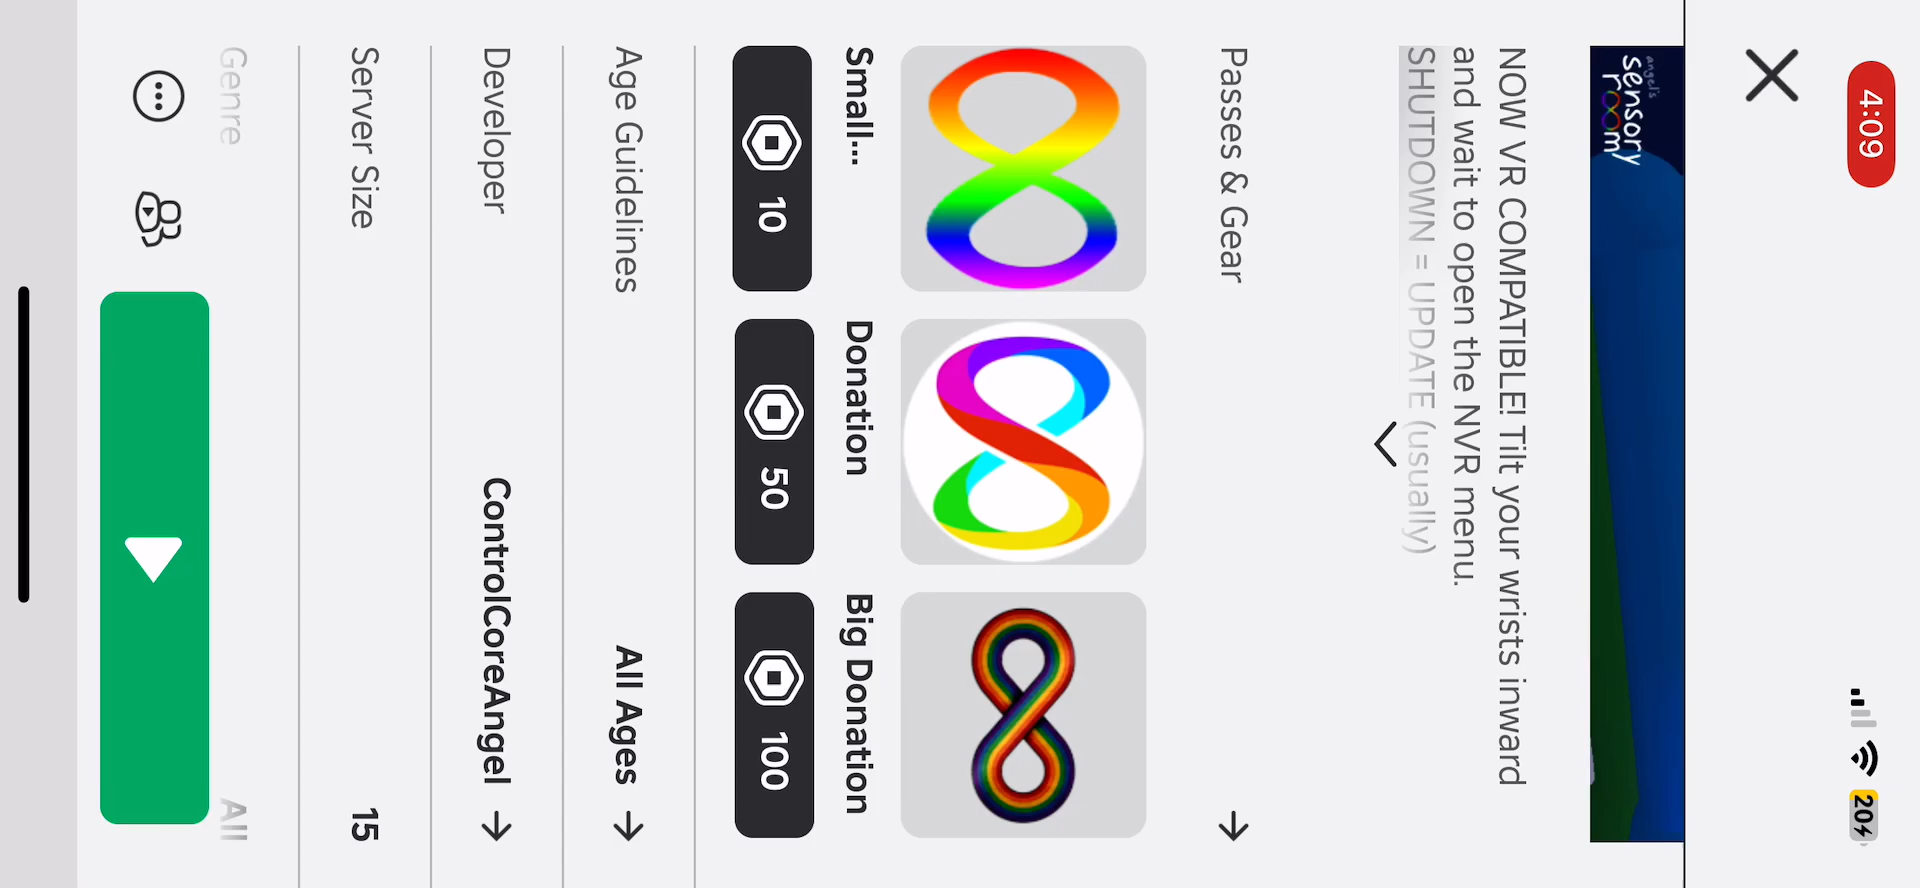 4:09
20
angel's
sensory
room
NOW VR COMPATIBLE! Tilt your wrists inward
and wait to open the NVR menu.
SHUTDOWN = UPDATE (usually)
Passes & Gear
Small...
Donation
Big Donation
10
50
100
Age Guidelines
All Ages
Developer
ControlCoreAngel
Server Size
15
Genre
All